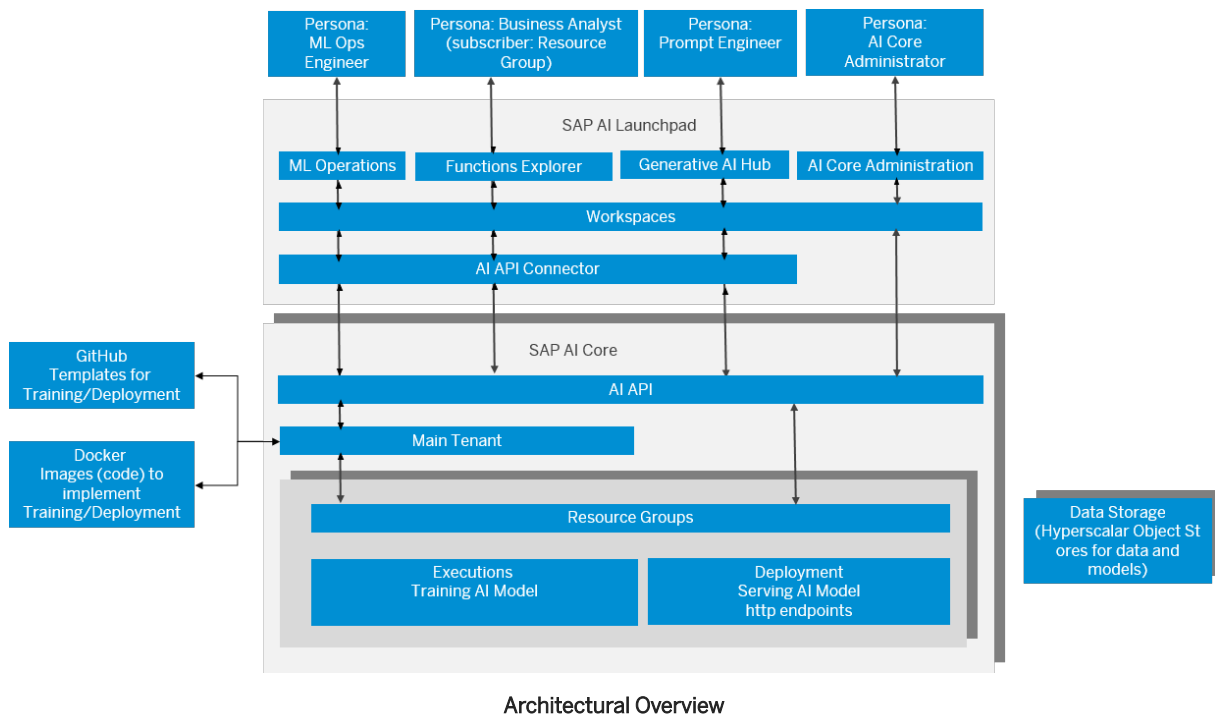 Persona:
ML Ops
Engineer
Persona: Business Analyst
(subscriber: Resource
Group)
Persona:
Prompt Engineer
Persona:
AI Core
Administrator
SAP AI Launchpad
ML Operations
Functions Explorer
Generative AI Hub
AI Core Administration
Workspaces
AI API Connector
SAP AI Core
GitHub
Templates for
Training/Deployment
AI API
Main Tenant
Docker
Images (code) to
implement
Training/Deployment
Resource Groups
Data Storage
(Hyperscalar Object St
ores for data and
models)
Executions
Training AI Model
Deployment
Serving AI Model
http endpoints
Architectural Overview